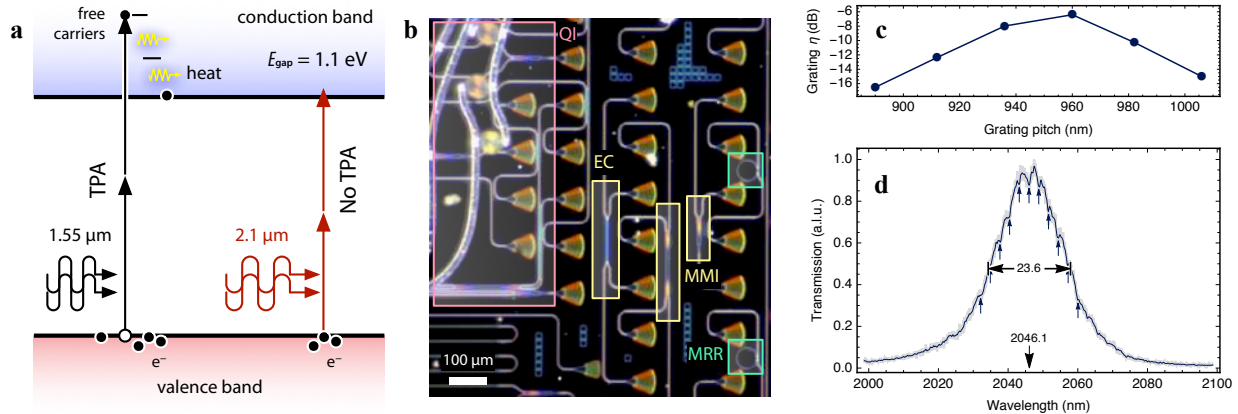 a
free
carriers
conduction band
E_gap = 1.1 eV
heat
TPA
No TPA
1.55 µm
2.1 µm
e⁻
e⁻
valence band
b
QI
EC
MMI
MRR
100 µm
c
Grating η (dB)
−6
−8
−10
−12
−14
−16
900
920
940
960
980
1000
Grating pitch (nm)
d
Transmission (a.l.u.)
1.0
0.8
0.6
0.4
0.2
0.0
23.6
2046.1
2000
2020
2040
2060
2080
2100
Wavelength (nm)